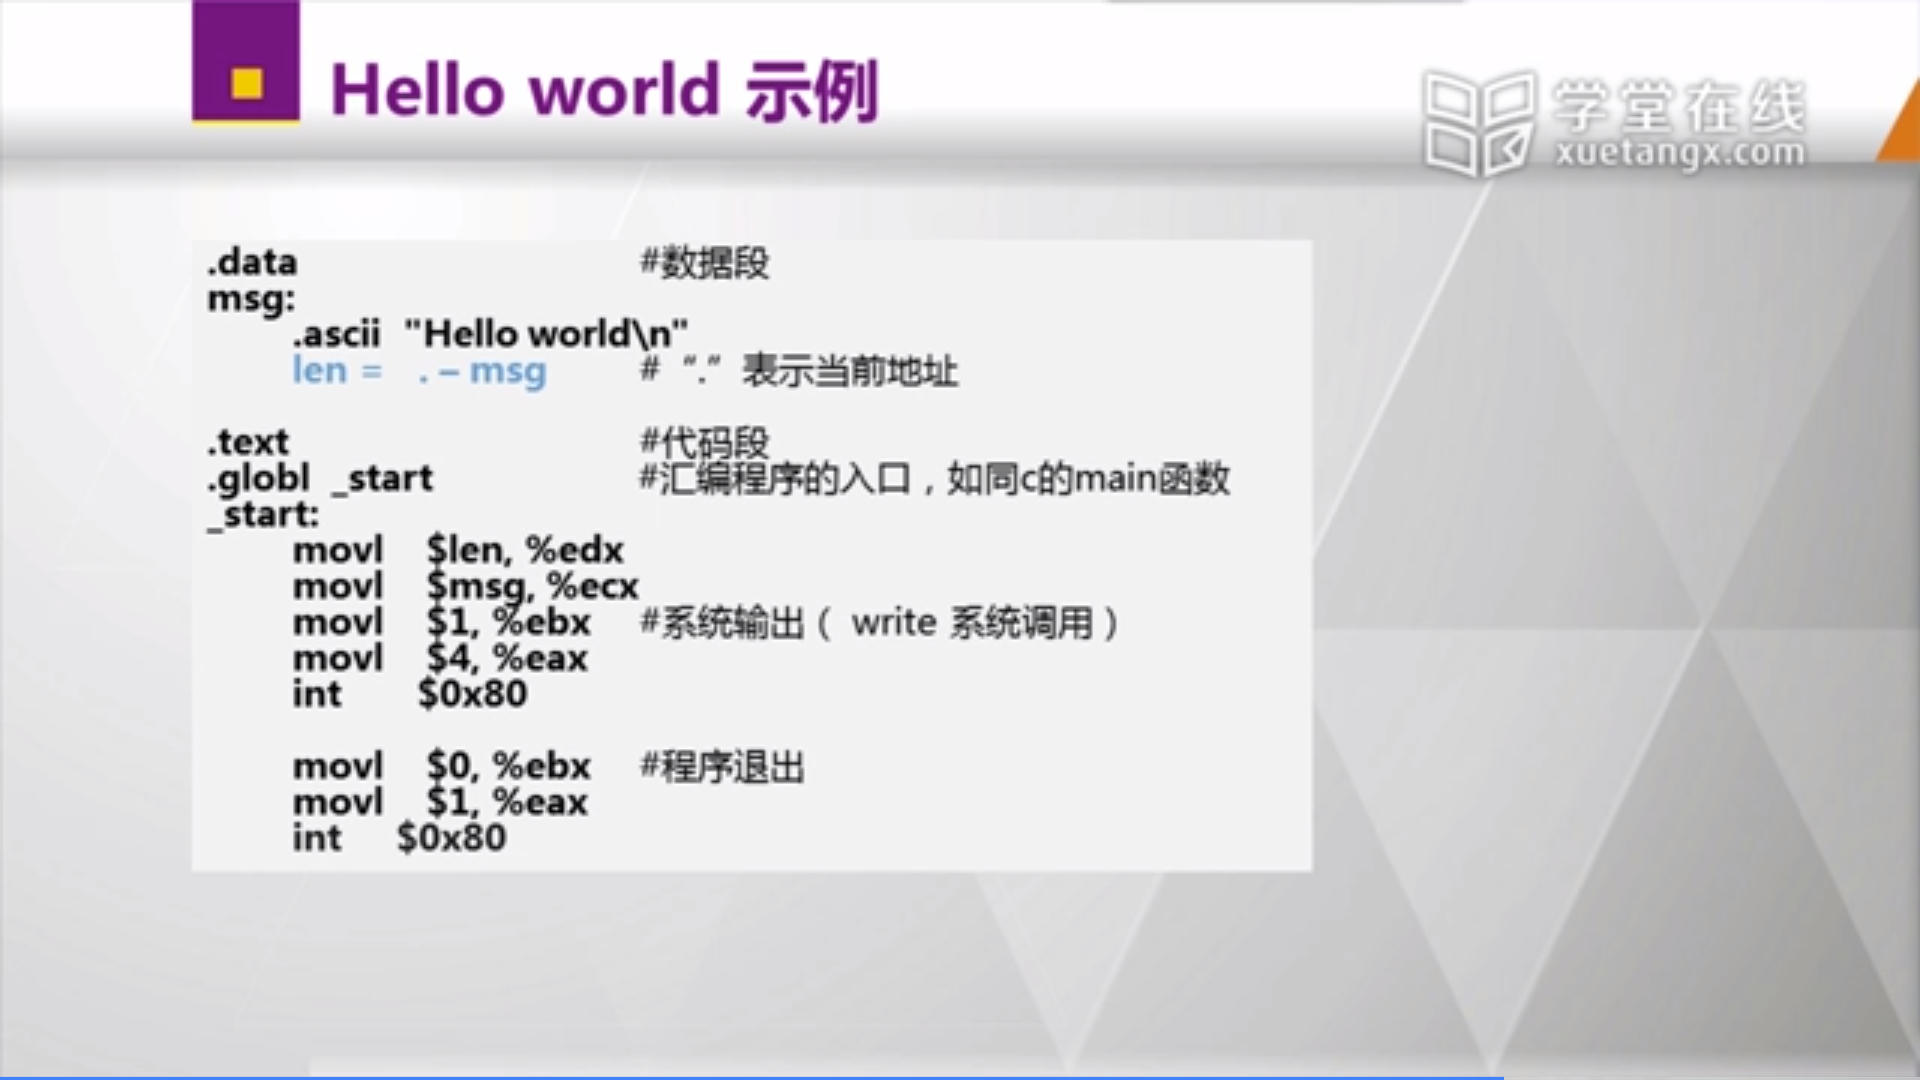 Hello world 示例
学堂在线
xuetangx.com
.data #数据段
msg:
.ascii "Hello world\n"
len = . – msg # “.” 表示当前地址
.text #代码段
.globl _start #汇编程序的入口，如同c的main函数
_start:
movl $len, %edx
movl $msg, %ecx
movl $1, %ebx #系统输出（ write 系统调用）
movl $4, %eax
int $0x80
movl $0, %ebx #程序退出
movl $1, %eax
int $0x80